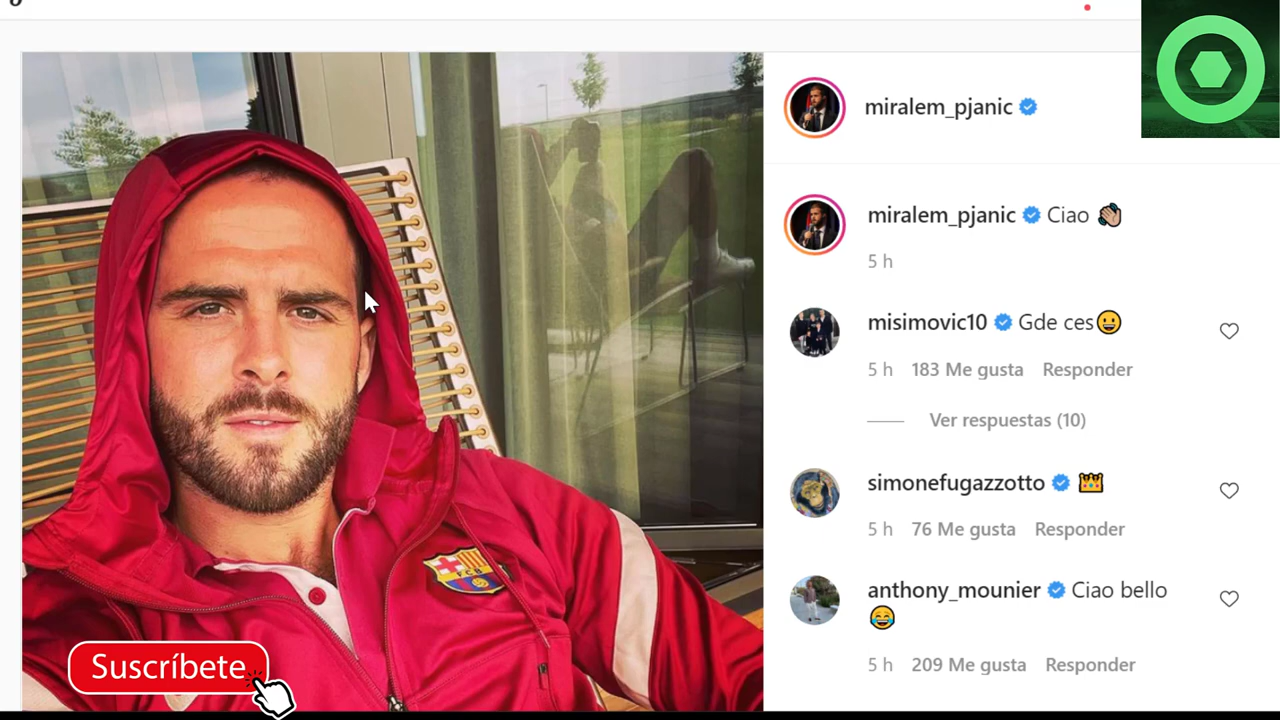 miralem_pjanic
miralem_pjanic Ciao 👏🏼
5 h
misimovic10 Gde ces😀
5 h 183 Me gusta Responder
Ver respuestas (10)
simonefugazzotto 👑
5 h 76 Me gusta Responder
anthony_mounier Ciao bello
😂
5 h 209 Me gusta Responder
FCB
Suscríbete